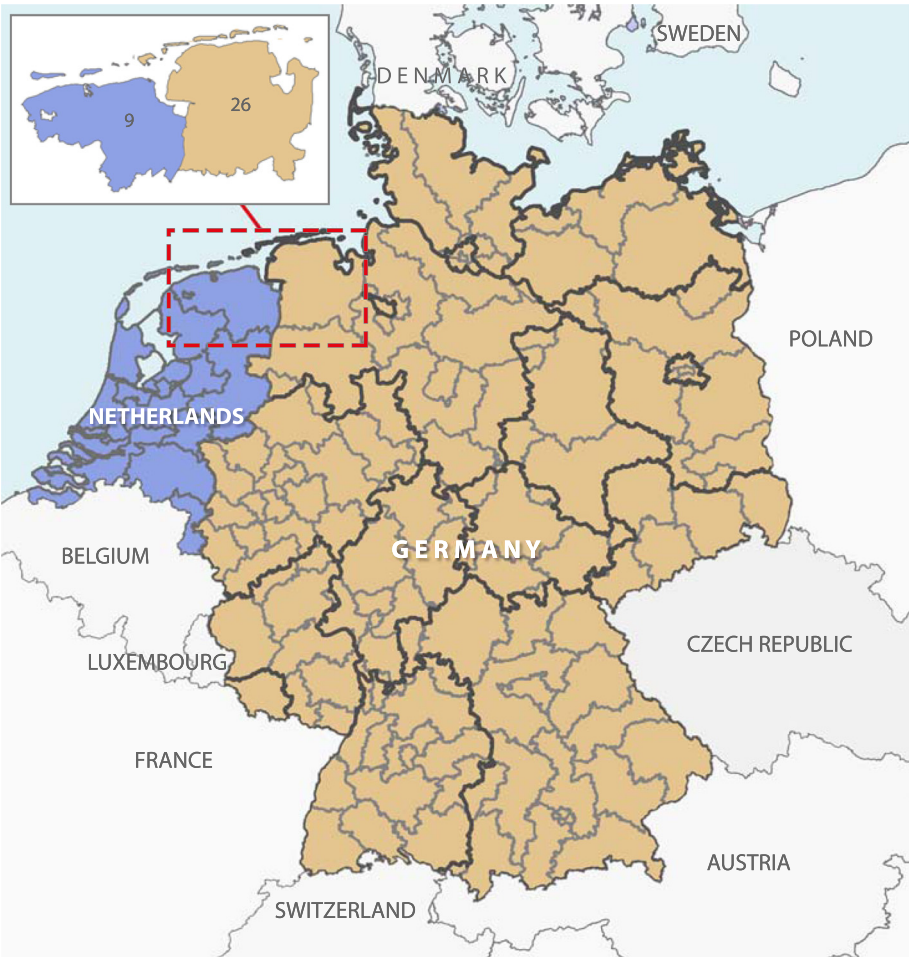 SWEDEN
DENMARK
26
9
POLAND
NETHERLANDS
GERMANY
BELGIUM
CZECH REPUBLIC
LUXEMBOURG
FRANCE
AUSTRIA
SWITZERLAND